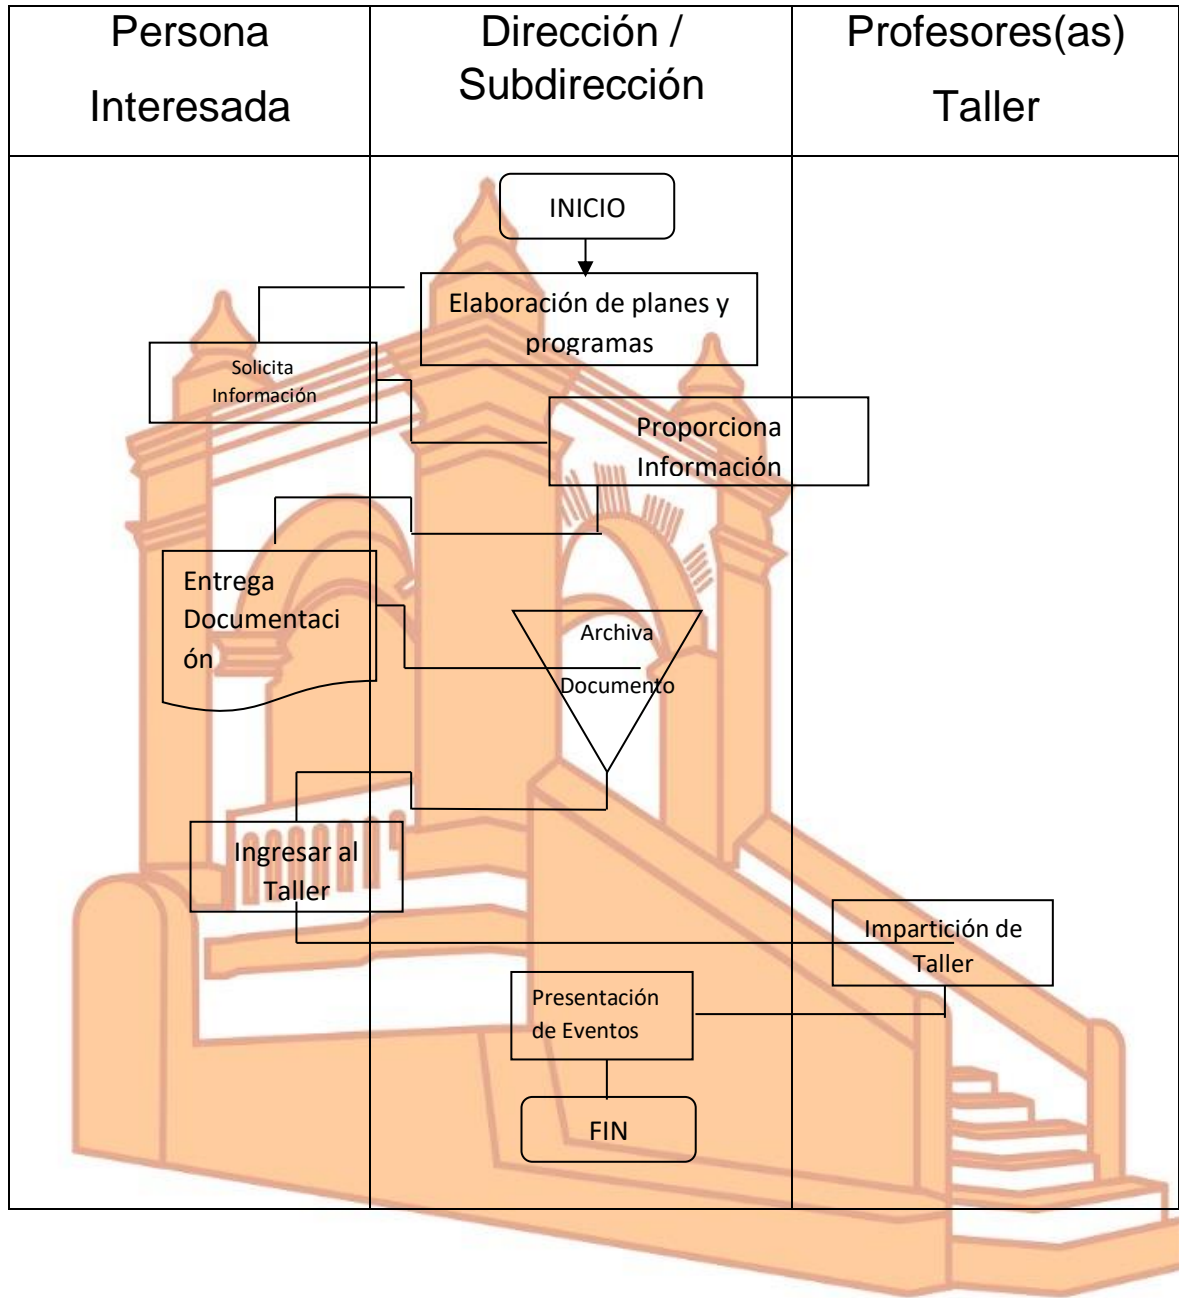 Persona
Interesada
Dirección /
Subdirección
Profesores(as)
Taller
INICIO
Elaboración de planes y
programas
Solicita
Información
Proporciona
Información
Entrega
Documentaci
ón
Archiva
Documento
Ingresar al
Taller
Impartición de
Taller
Presentación
de Eventos
FIN